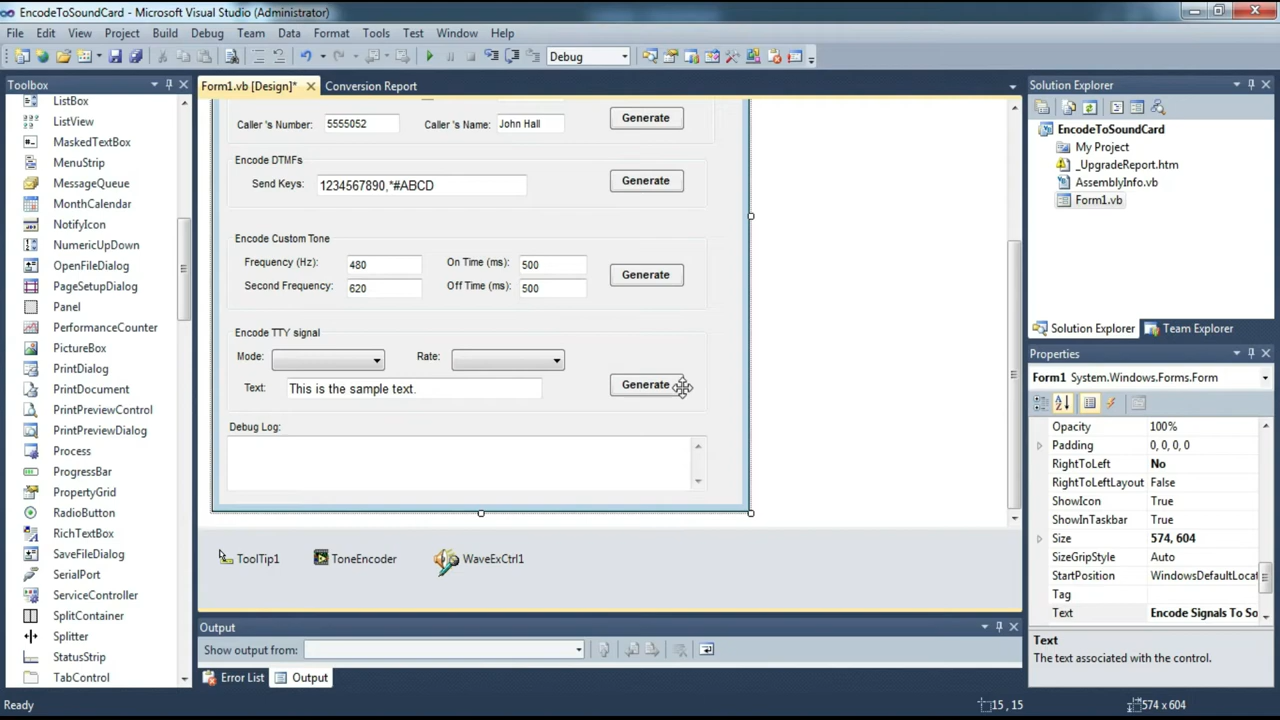 EncodeToSoundCard - Microsoft Visual Studio (Administrator)
File Edit View Project Build Debug Team Data Format Tools Test Window Help
Debug
Toolbox
ListBox
ListView
MaskedTextBox
MenuStrip
MessageQueue
MonthCalendar
NotifyIcon
NumericUpDown
OpenFileDialog
PageSetupDialog
Panel
PerformanceCounter
PictureBox
PrintDialog
PrintDocument
PrintPreviewControl
PrintPreviewDialog
Process
ProgressBar
PropertyGrid
RadioButton
RichTextBox
SaveFileDialog
SerialPort
ServiceController
SplitContainer
Splitter
StatusStrip
TabControl
Form1.vb [Design]* Conversion Report
Caller 's Number: 5555052 Caller 's Name: John Hall Generate
Encode DTMFs
Send Keys: 1234567890,*#ABCD Generate
Encode Custom Tone
Frequency (Hz): 480 On Time (ms): 500
Generate
Second Frequency: 620 Off Time (ms): 500
Encode TTY signal
Mode: Rate:
Text: This is the sample text. Generate
Debug Log:
ToolTip1 ToneEncoder WaveExCtrl1
Output
Show output from:
Error List Output
Solution Explorer
EncodeToSoundCard
My Project
_UpgradeReport.htm
AssemblyInfo.vb
Form1.vb
Solution Explorer Team Explorer
Properties
Form1 System.Windows.Forms.Form
Opacity 100%
Padding 0, 0, 0, 0
RightToLeft No
RightToLeftLayout False
ShowIcon True
ShowInTaskbar True
Size 574, 604
SizeGripStyle Auto
StartPosition WindowsDefaultLocat
Tag
Text Encode Signals To So
Text
The text associated with the control.
Ready 15 , 15 574 x 604